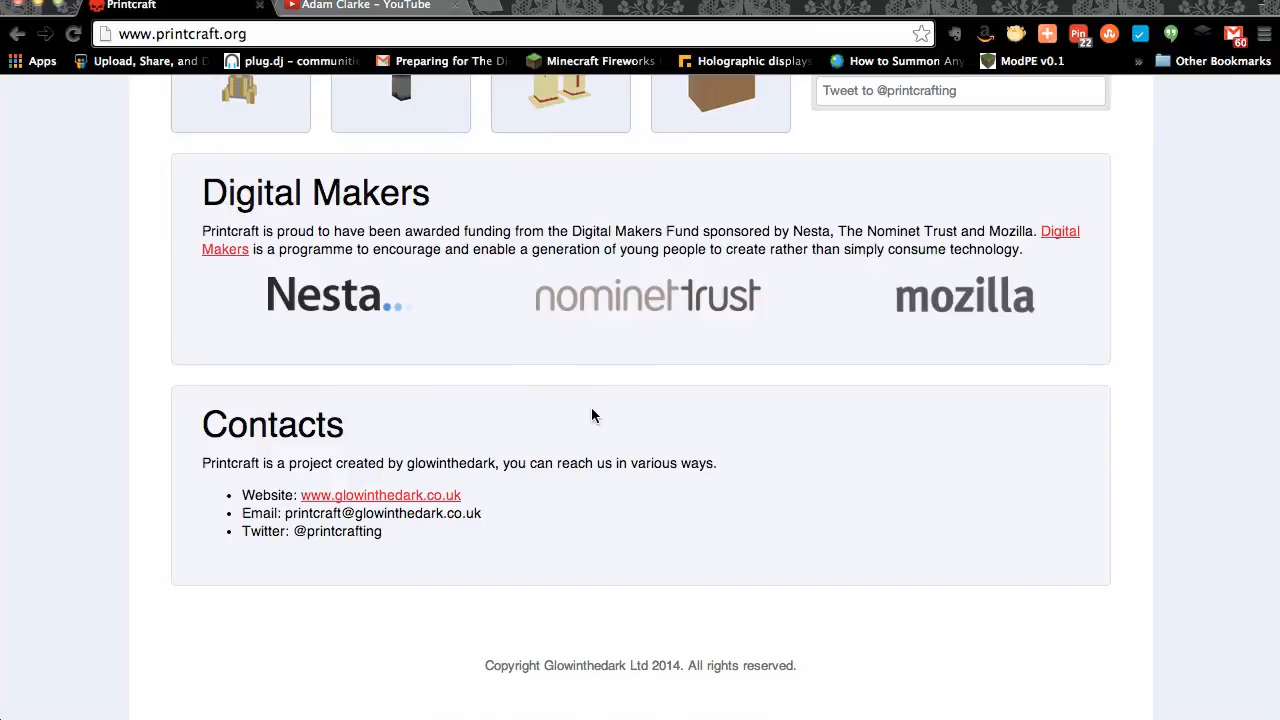 Printcraft
Adam Clarke – YouTube
www.printcraft.org
Pin
22
60
Apps
Upload, Share, and
plug.dj – communiti
Preparing for The Di
Minecraft Fireworks
Holographic displays
How to Summon Any
ModPE v0.1
»
Other Bookmarks
Tweet to @printcrafting
Digital Makers
Printcraft is proud to have been awarded funding from the Digital Makers Fund sponsored by Nesta, The Nominet Trust and Mozilla. Digital
Makers is a programme to encourage and enable a generation of young people to create rather than simply consume technology.
Nesta...
nominettrust
mozilla
Contacts
Printcraft is a project created by glowinthedark, you can reach us in various ways.
• Website: www.glowinthedark.co.uk
• Email: printcraft@glowinthedark.co.uk
• Twitter: @printcrafting
Copyright Glowinthedark Ltd 2014. All rights reserved.